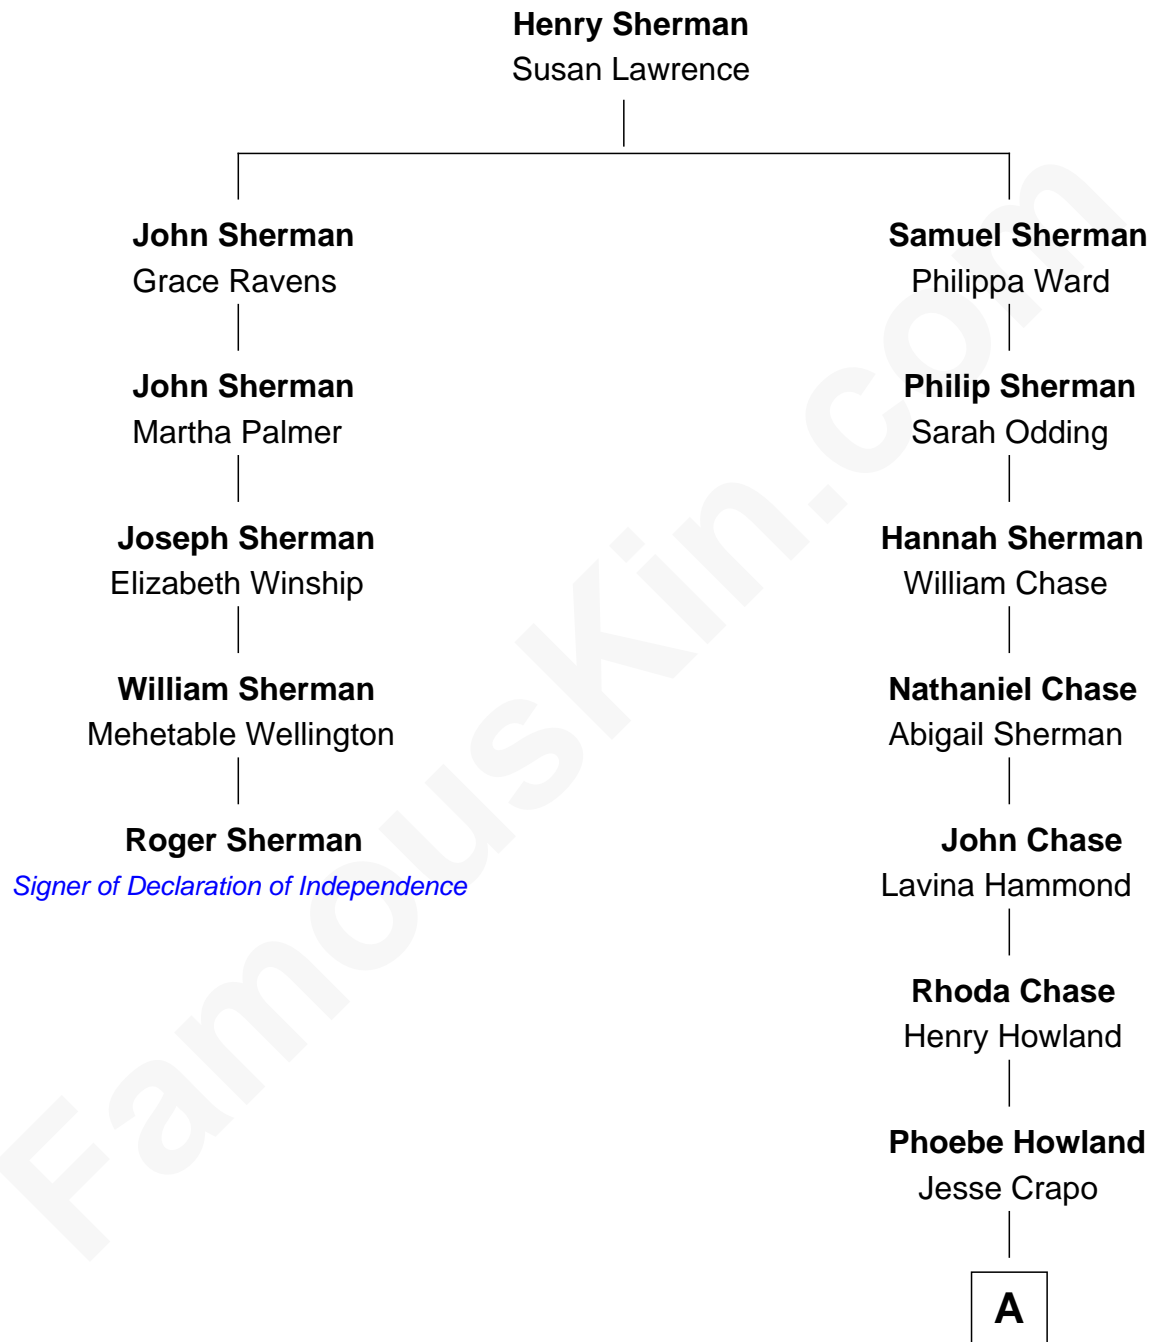 Henry Sherman
Susan Lawrence
John Sherman
Grace Ravens
John Sherman
Martha Palmer
Joseph Sherman
Elizabeth Winship
William Sherman
Mehetable Wellington
Roger Sherman
Signer of Declaration of Independence
Samuel Sherman
Philippa Ward
Philip Sherman
Sarah Odding
Hannah Sherman
William Chase
Nathaniel Chase
Abigail Sherman
John Chase
Lavina Hammond
Rhoda Chase
Henry Howland
Phoebe Howland
Jesse Crapo
A
FamousKin.com